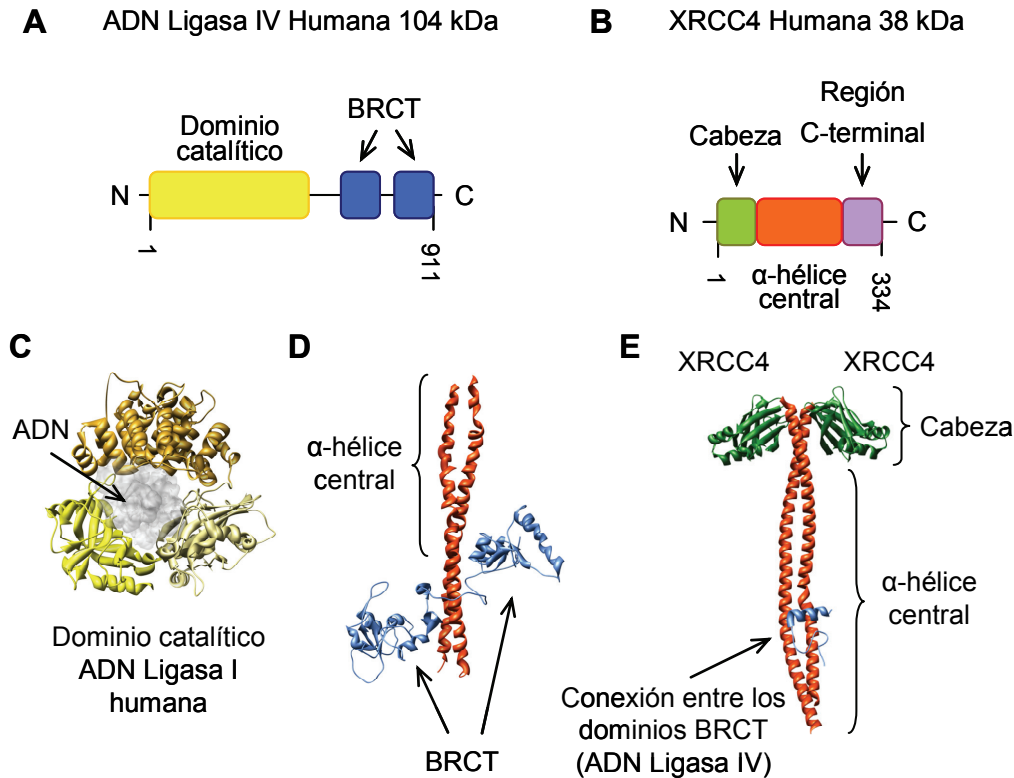 A
ADN Ligasa IV Humana 104 kDa
Dominio
catalítico
BRCT
N
C
1
911
B
XRCC4 Humana 38 kDa
Región
C-terminal
Cabeza
N
C
1
α-hélice
central
334
C
ADN
Dominio catalítico
ADN Ligasa I
humana
D
α-hélice
central
BRCT
E
XRCC4
XRCC4
Cabeza
α-hélice
central
Conexión entre los
dominios BRCT
(ADN Ligasa IV)